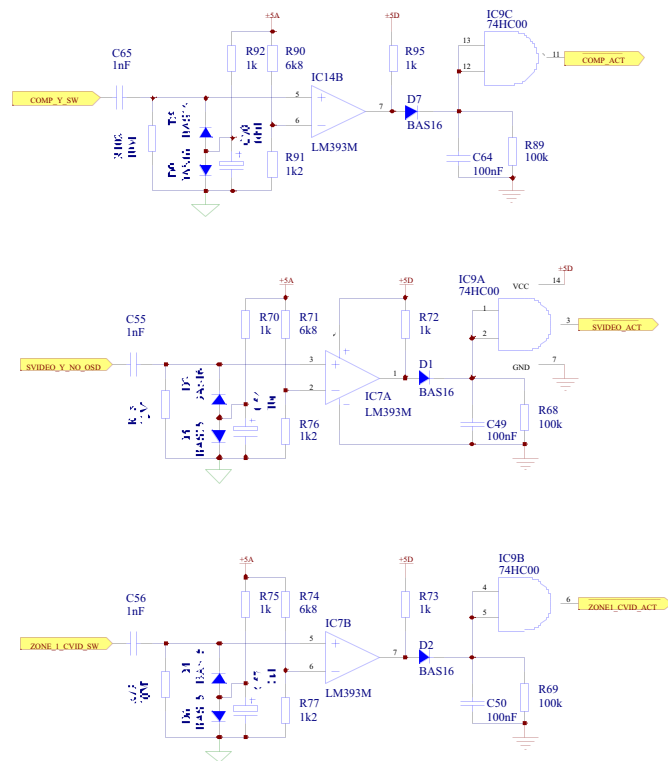 IC9C
74HC00
+5A
+5D
C65
1nF
R92
1k
R90
6k8
R95
1k
13
12
11
COMP_ACT
IC14B
COMP_Y_SW
5
6
7
D7
BAS16
LM393M
R91
1k2
C64
100nF
R89
100k
+5A
+5D
IC9A
74HC00
VCC
14
+5D
C55
1nF
R70
1k
R71
6k8
R72
1k
1
2
3
SVIDEO_ACT
SVIDEO_Y_NO_OSD
3
2
1
D1
BAS16
GND
7
IC7A
LM393M
R76
1k2
C49
100nF
R68
100k
+5A
+5D
IC9B
74HC00
C56
1nF
R75
1k
R74
6k8
R73
1k
4
5
6
ZONE1_CVID_ACT
IC7B
ZONE_1_CVID_SW
5
6
7
D2
BAS16
LM393M
R77
1k2
C50
100nF
R69
100k